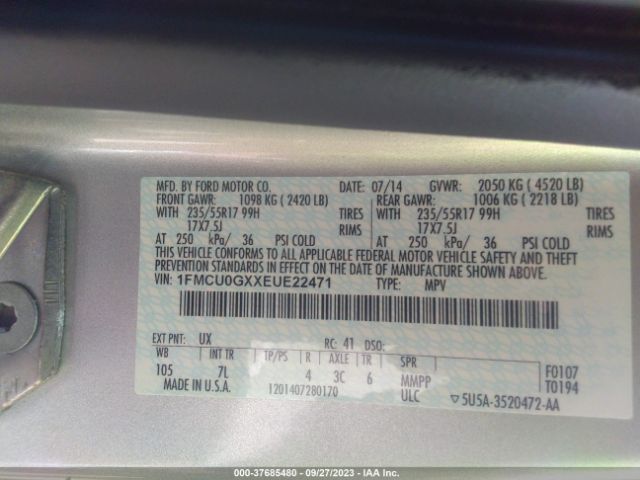 MFD. BY FORD MOTOR CO. DATE: 07/14 GVWR: 2050 KG ( 4520 LB)
FRONT GAWR: 1098 KG ( 2420 LB) REAR GAWR: 1006 KG ( 2218 LB)
WITH 235/55R17 99H TIRES WITH 235/55R17 99H TIRES
17X7.5J RIMS 17X7.5J RIMS
AT 250 kPa/ 36 PSI COLD AT 250 kPa/ 36 PSI COLD
THIS VEHICLE CONFORMS TO ALL APPLICABLE FEDERAL MOTOR VEHICLE SAFETY AND THEFT
PREVENTION STANDARDS IN EFFECT ON THE DATE OF MANUFACTURE SHOWN ABOVE.
VIN: 1FMCU0GXXEUE22471 TYPE: MPV
EXT PNT: UX RC: 41 DSO:
WB INT TR TP/PS R AXLE TR SPR
105 7L 4 3C 6 MMPP F0107
MADE IN U.S.A. 1201407280170 ULC T0194
▽5U5A-3520472-AA
000-37685480 - 09/27/2023 - IAA Inc.